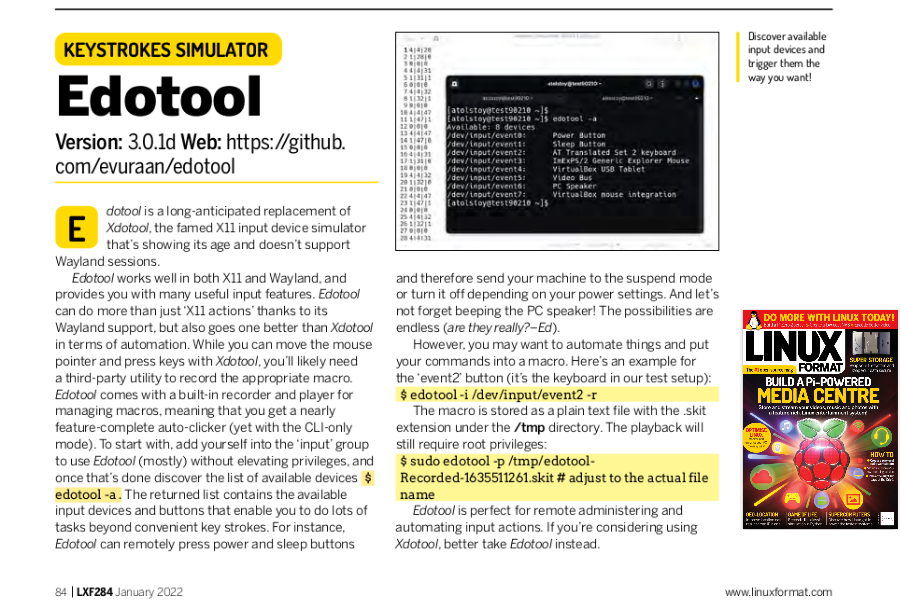 KEYSTROKES SIMULATOR
Edotool
Version: 3.0.1d Web: https://github.
com/evuraan/edotool
E
dotool is a long-anticipated replacement of
Xdotool, the famed X11 input device simulator
that's showing its age and doesn't support
Wayland sessions.
Edotool works well in both X11 and Wayland, and
provides you with many useful input features. Edotool
can do more than just 'X11 actions' thanks to its
Wayland support, but also goes one better than Xdotool
in terms of automation. While you can move the mouse
pointer and press keys with Xdotool, you'll likely need
a third-party utility to record the appropriate macro.
Edotool comes with a built-in recorder and player for
managing macros, meaning that you get a nearly
feature-complete auto-clicker (yet with the CLI-only
mode). To start with, add yourself into the 'input' group
to use Edotool (mostly) without elevating privileges, and
once that's done discover the list of available devices $
edotool -a . The returned list contains the available
input devices and buttons that enable you to do lots of
tasks beyond convenient key strokes. For instance,
Edotool can remotely press power and sleep buttons
atolstoy@test90210:~
[atolstoy@test90210 ~]$
[atolstoy@test90210 ~]$ edotool -a
Available: 8 devices
/dev/input/event0: Power Button
/dev/input/event1: Sleep Button
/dev/input/event2: AT Translated Set 2 keyboard
/dev/input/event3: ImExPS/2 Generic Explorer Mouse
/dev/input/event4: VirtualBox USB Tablet
/dev/input/event5: Video Bus
/dev/input/event6: PC Speaker
/dev/input/event7: VirtualBox mouse integration
[atolstoy@test90210 ~]$
Discover available
input devices and
trigger them the
way you want!
and therefore send your machine to the suspend mode
or turn it off depending on your power settings. And let's
not forget beeping the PC speaker! The possibilities are
endless (are they really?–Ed).
However, you may want to automate things and put
your commands into a macro. Here's an example for
the 'event2' button (it's the keyboard in our test setup):
$ edotool -i /dev/input/event2 -r
The macro is stored as a plain text file with the .skit
extension under the /tmp directory. The playback will
still require root privileges:
$ sudo edotool -p /tmp/edotool-
Recorded-1635511261.skit # adjust to the actual file
name
Edotool is perfect for remote administering and
automating input actions. If you're considering using
Xdotool, better take Edotool instead.
DO MORE WITH LINUX TODAY!
LINUX
FORMAT
SUPER STORAGE
BUILD A Pi-POWERED
MEDIA CENTRE
Store and stream your videos, music and photos with
OPTIMISE
LINUX
HOW TO
GEO-LOCATION
GAME OF LIFE
SUPERCOMPUTERS
84 | LXF284 January 2022
www.linuxformat.com